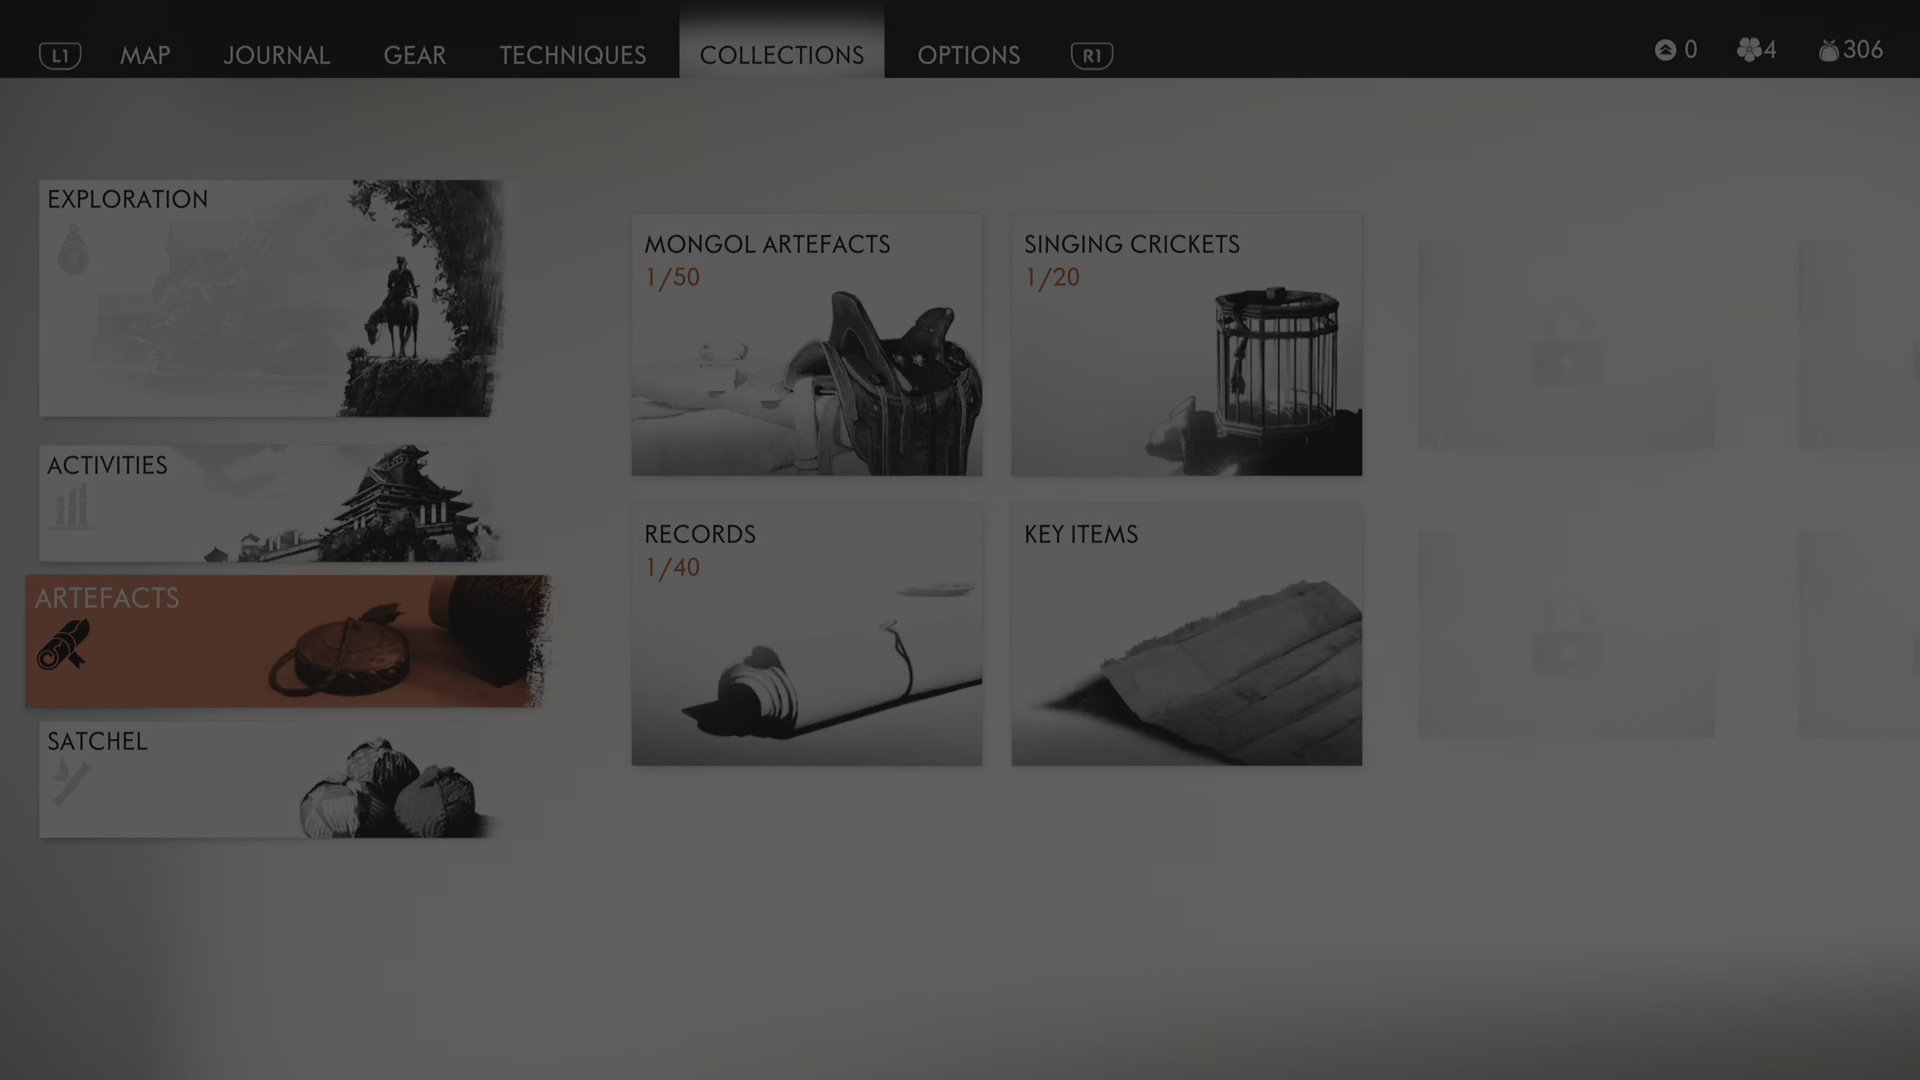 L1 MAP JOURNAL GEAR TECHNIQUES COLLECTIONS OPTIONS R1 0 4 306
EXPLORATION
ACTIVITIES
ARTEFACTS
SATCHEL
MONGOL ARTEFACTS
1/50
SINGING CRICKETS
1/20
RECORDS
1/40
KEY ITEMS